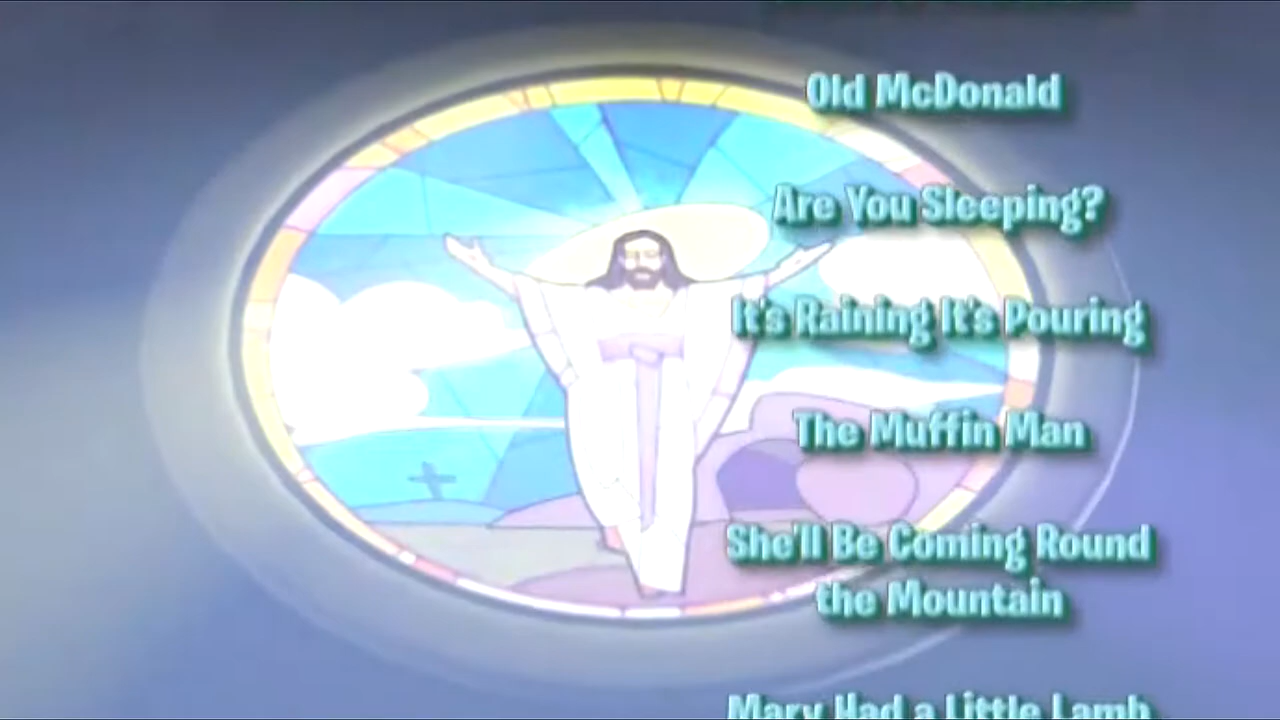 Old McDonald
Are You Sleeping?
It's Raining It's Pouring
The Muffin Man
She'll Be Coming Round
the Mountain
Mary Had a Little Lamb